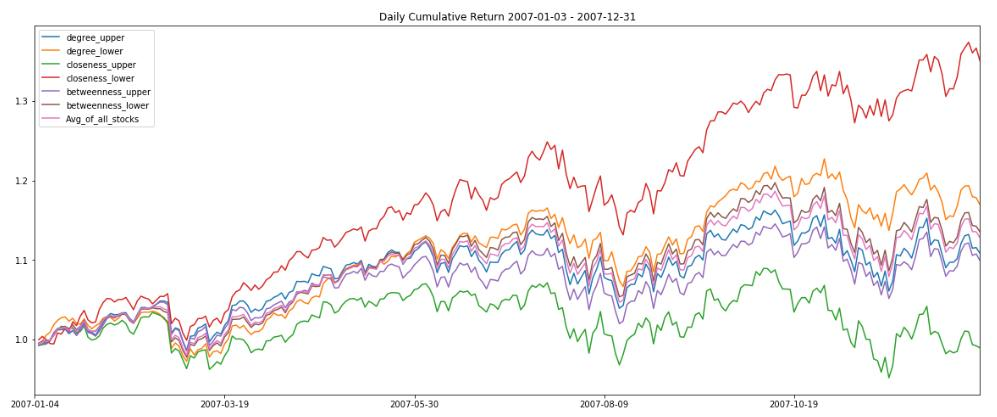 Daily Cumulative Return 2007-01-03 - 2007-12-31
degree_upper
degree_lower
closeness_upper
closeness_lower
betweenness_upper
betweenness_lower
Avg_of_all_stocks
1.3
1.2
1.1
1.0
2007-01-04 2007-03-19 2007-05-30 2007-08-09 2007-10-19